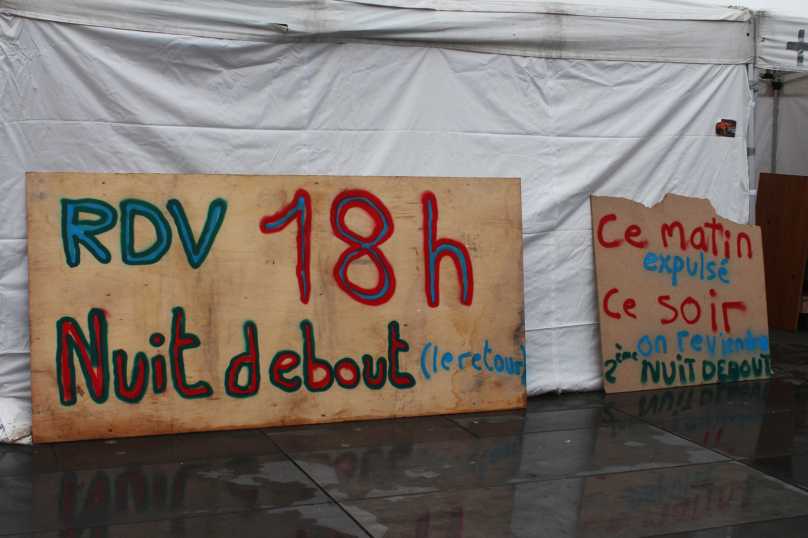 RDV 18h
Nuit debout (le retour)
Ce matin
expulsé
Ce soir
on reviendra
2ème NUIT DEBOUT